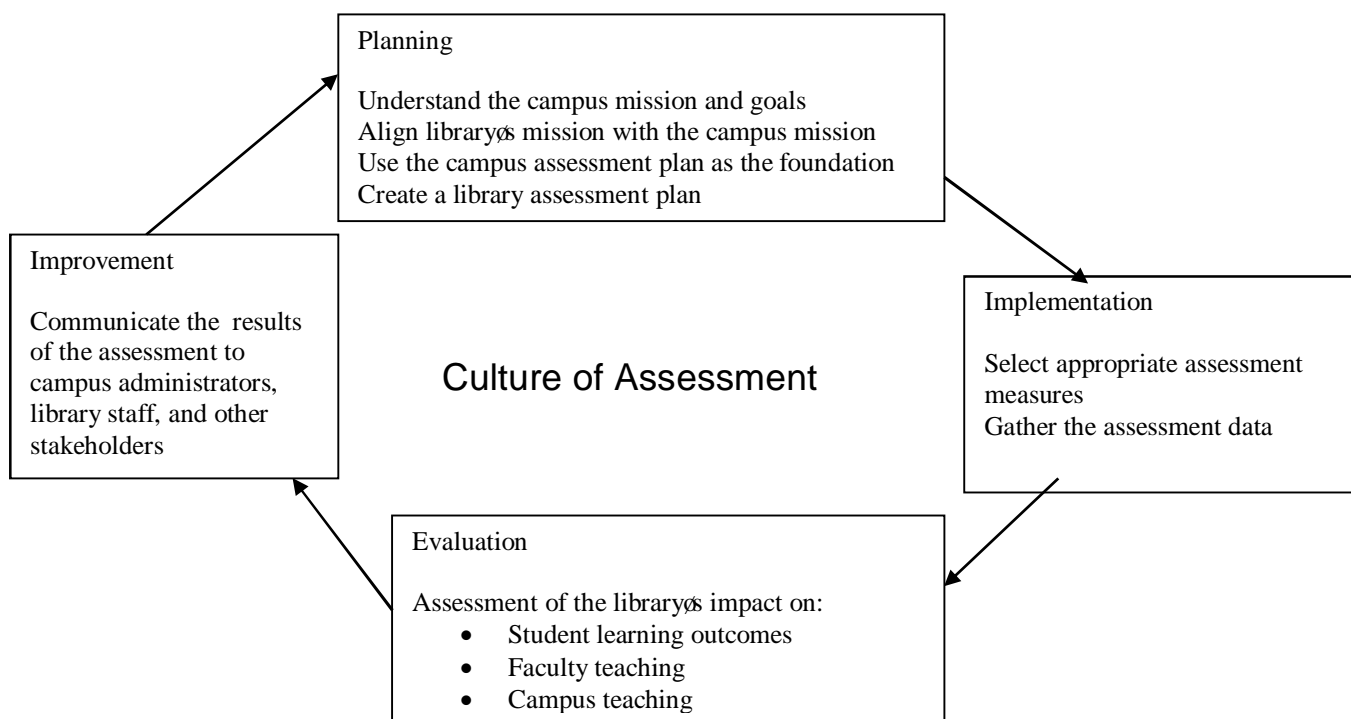 Planning
Understand the campus mission and goals
Align libraryøs mission with the campus mission
Use the campus assessment plan as the foundation
Create a library assessment plan
Improvement
Communicate the results
of the assessment to
campus administrators,
library staff, and other
stakeholders
Culture of Assessment
Implementation
Select appropriate assessment
measures
Gather the assessment data
Evaluation
Assessment of the libraryøs impact on:
• Student learning outcomes
• Faculty teaching
• Campus teaching